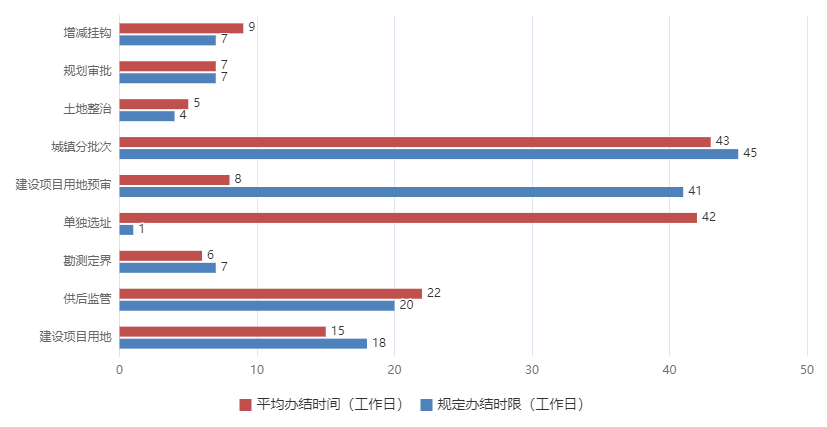 增减挂钩 9 7
规划审批 7 7
土地整治 5 4
城镇分批次 43 45
建设项目用地预审 8 41
单独选址 42 1
勘测定界 6 7
供后监管 22 20
建设项目用地 15 18
0 10 20 30 40 50
平均办结时间（工作日） 规定办结时限（工作日）